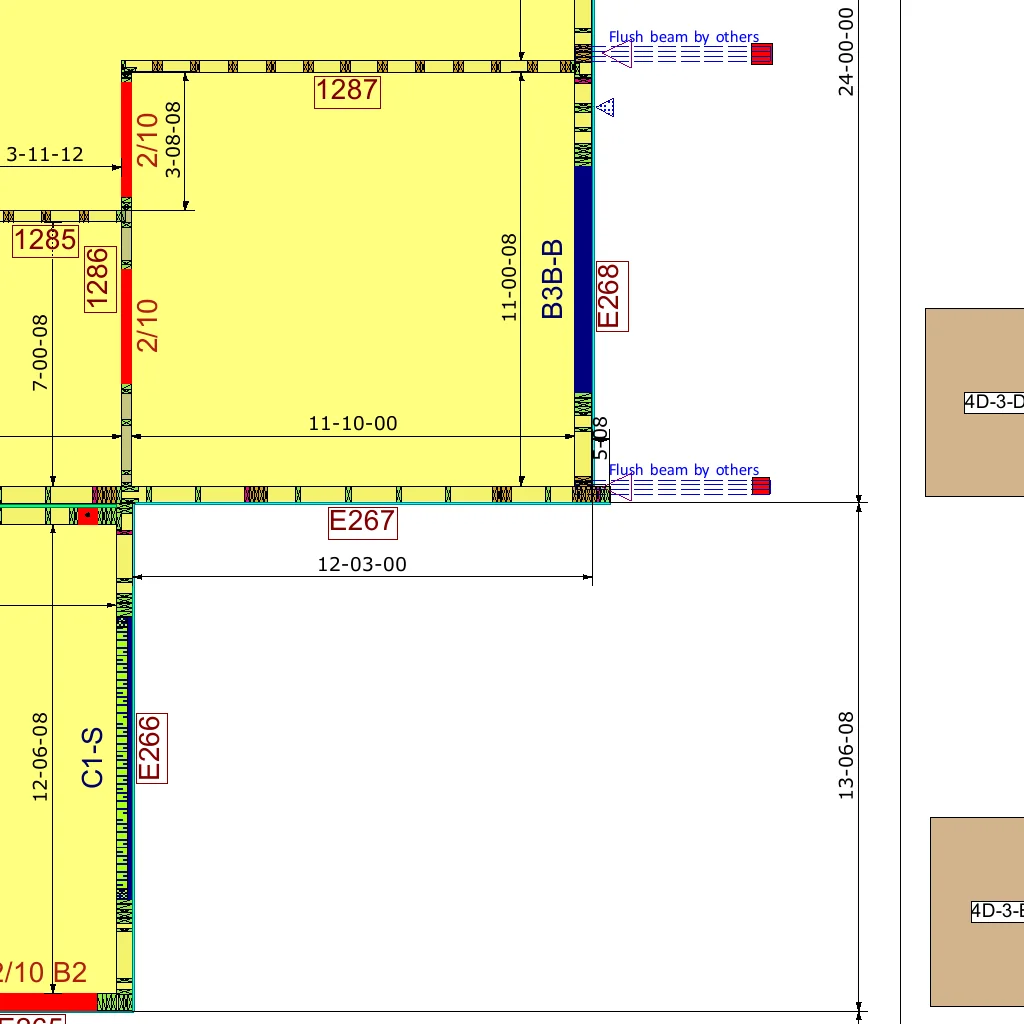 Flush beam by others
24-00-00
1287
2/10
3-08-08
3-11-12
1285
1286
2/10
7-00-08
11-00-08
B3B-B
E268
11-10-00
5-08
4D-3-D
Flush beam by others
E267
12-03-00
C1-S
E266
12-06-08
13-06-08
4D-3-E
2/10 B2
E265